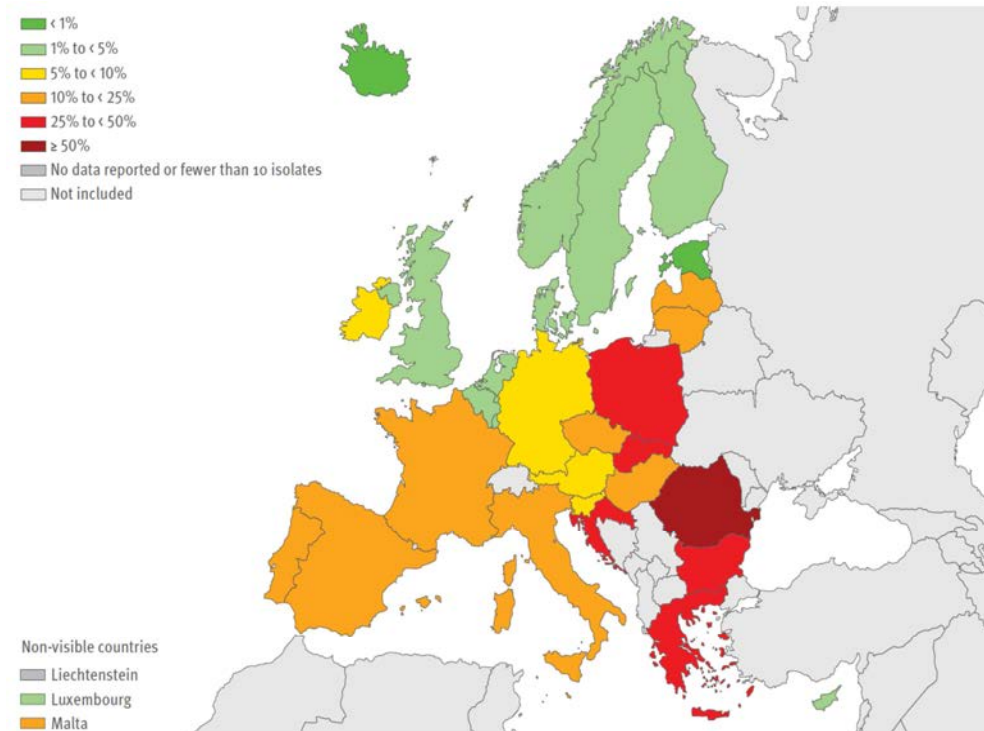 < 1%
1% to < 5%
5% to < 10%
10% to < 25%
25% to < 50%
≥ 50%
No data reported or fewer than 10 isolates
Not included
Non-visible countries
Liechtenstein
Luxembourg
Malta